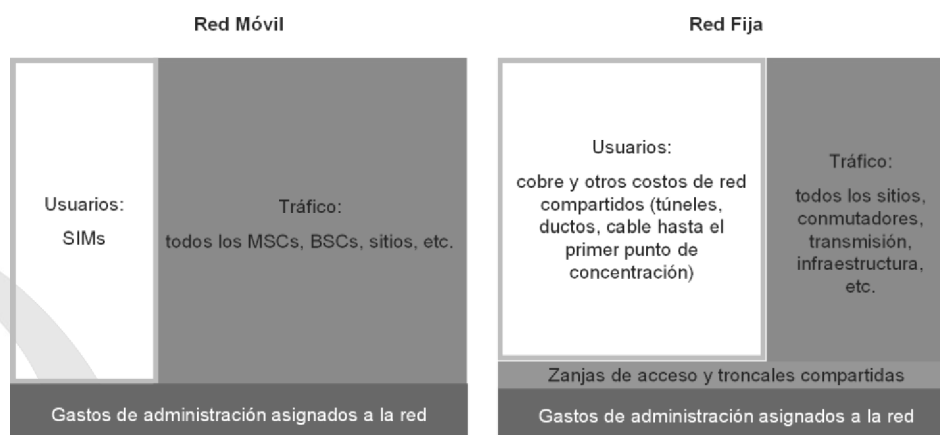 Red Móvil
Usuarios:
SIMs
Tráfico:
todos los MSCs, BSCs, sitios, etc.
Gastos de administración asignados a la red
Red Fija
Usuarios:
cobre y otros costos de red
compartidos (túneles,
ductos, cable hasta el
primer punto de
concentración)
Tráfico:
todos los sitios,
conmutadores,
transmisión,
infraestructura,
etc.
Zanjas de acceso y troncales compartidas
Gastos de administración asignados a la red